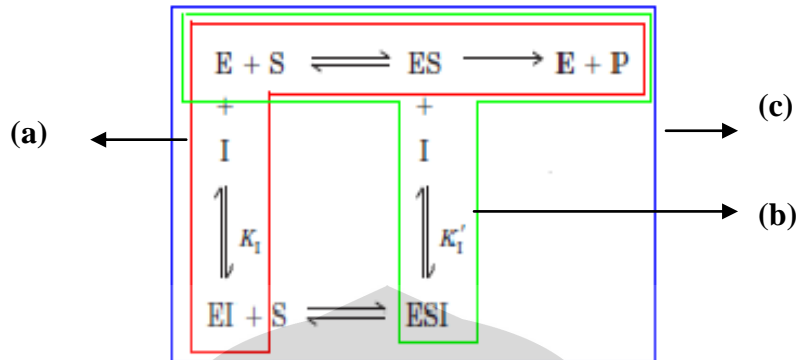 E + S ⇌ ES ⟶ E + P
+ +
(a) I I (c)
⇌ K_I ⇌ K_I′ (b)
EI + S ⇌ ESI